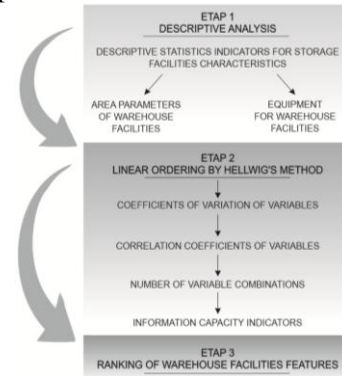 ETAP 1
DESCRIPTIVE ANALYSIS
DESCRIPTIVE STATISTICS INDICATORS FOR STORAGE
FACILITIES CHARACTERISTICS
AREA PARAMETERS
OF WAREHOUSE
FACILITIES
EQUIPMENT
FOR WAREHOUSE
FACILITIES
ETAP 2
LINEAR ORDERING BY HELLWIG'S METHOD
COEFFICIENTS OF VARIATION OF VARIABLES
CORRELATION COEFFICIENTS OF VARIABLES
NUMBER OF VARIABLE COMBINATIONS
INFORMATION CAPACITY INDICATORS
ETAP 3
RANKING OF WAREHOUSE FACILITIES FEATURES